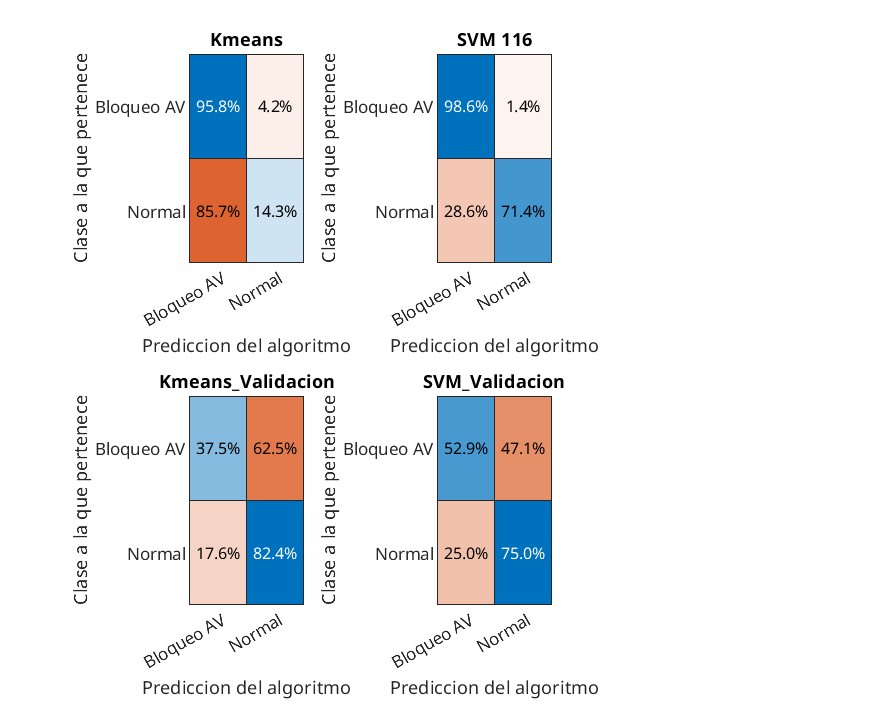 Kmeans
Clase a la que pertenece
Bloqueo AV 95.8% 4.2%
Normal 85.7% 14.3%
Bloqueo AV Normal
Prediccion del algoritmo
SVM 116
Clase a la que pertenece
Bloqueo AV 98.6% 1.4%
Normal 28.6% 71.4%
Bloqueo AV Normal
Prediccion del algoritmo
Kmeans_Validacion
Clase a la que pertenece
Bloqueo AV 37.5% 62.5%
Normal 17.6% 82.4%
Bloqueo AV Normal
Prediccion del algoritmo
SVM_Validacion
Clase a la que pertenece
Bloqueo AV 52.9% 47.1%
Normal 25.0% 75.0%
Bloqueo AV Normal
Prediccion del algoritmo